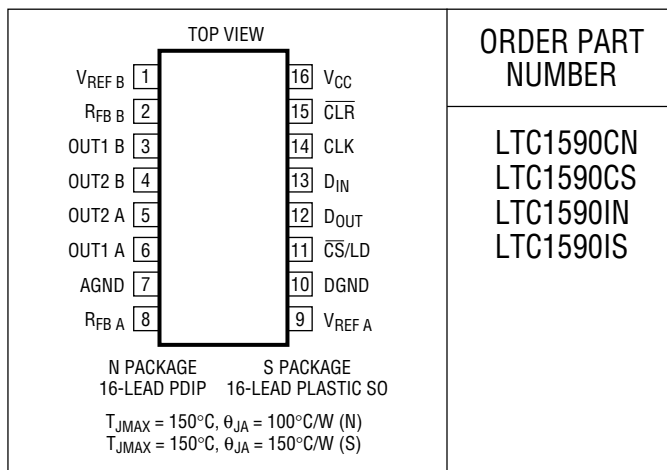 TOP VIEW
VREF B 1
RFB B 2
OUT1 B 3
OUT2 B 4
OUT2 A 5
OUT1 A 6
AGND 7
RFB A 8
16 VCC
15 C̅L̅R̅
14 CLK
13 DIN
12 DOUT
11 C̅S̅/LD
10 DGND
9 VREF A
N PACKAGE
16-LEAD PDIP
S PACKAGE
16-LEAD PLASTIC SO
TJMAX = 150°C, θJA = 100°C/W (N)
TJMAX = 150°C, θJA = 150°C/W (S)
ORDER PART
NUMBER
LTC1590CN
LTC1590CS
LTC1590IN
LTC1590IS